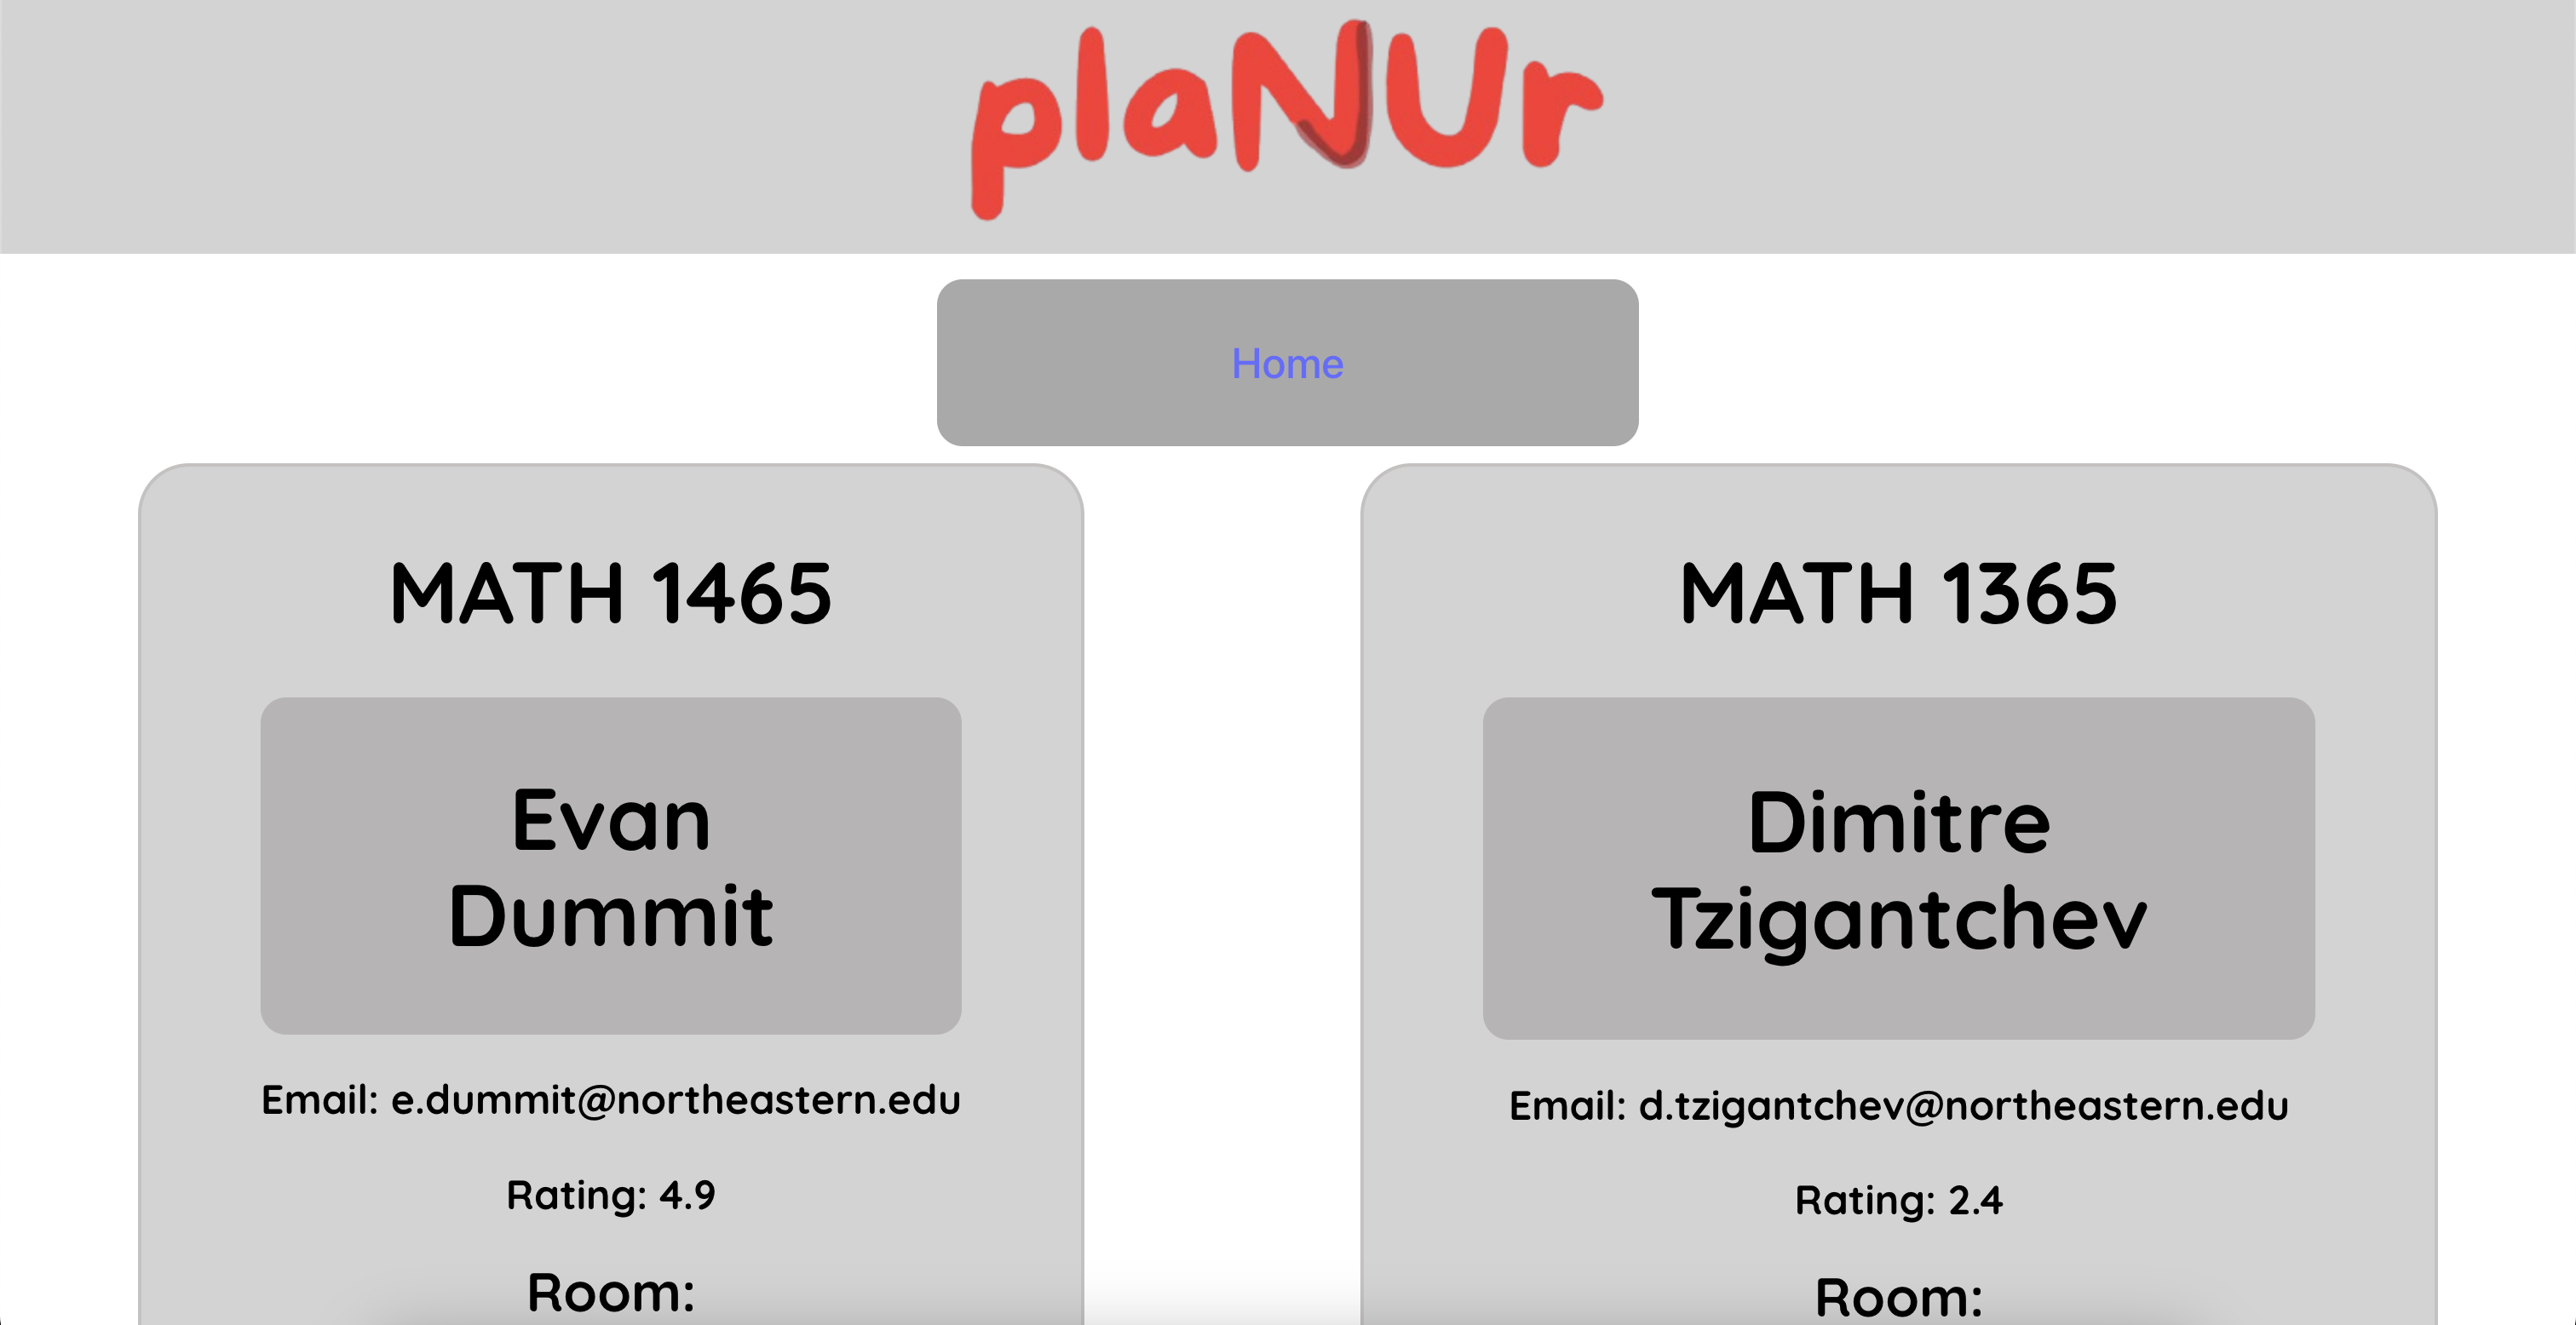 plaNUr
Home
MATH 1465
Evan
Dummit
Email: e.dummit@northeastern.edu
Rating: 4.9
Room:
MATH 1365
Dimitre
Tzigantchev
Email: d.tzigantchev@northeastern.edu
Rating: 2.4
Room: